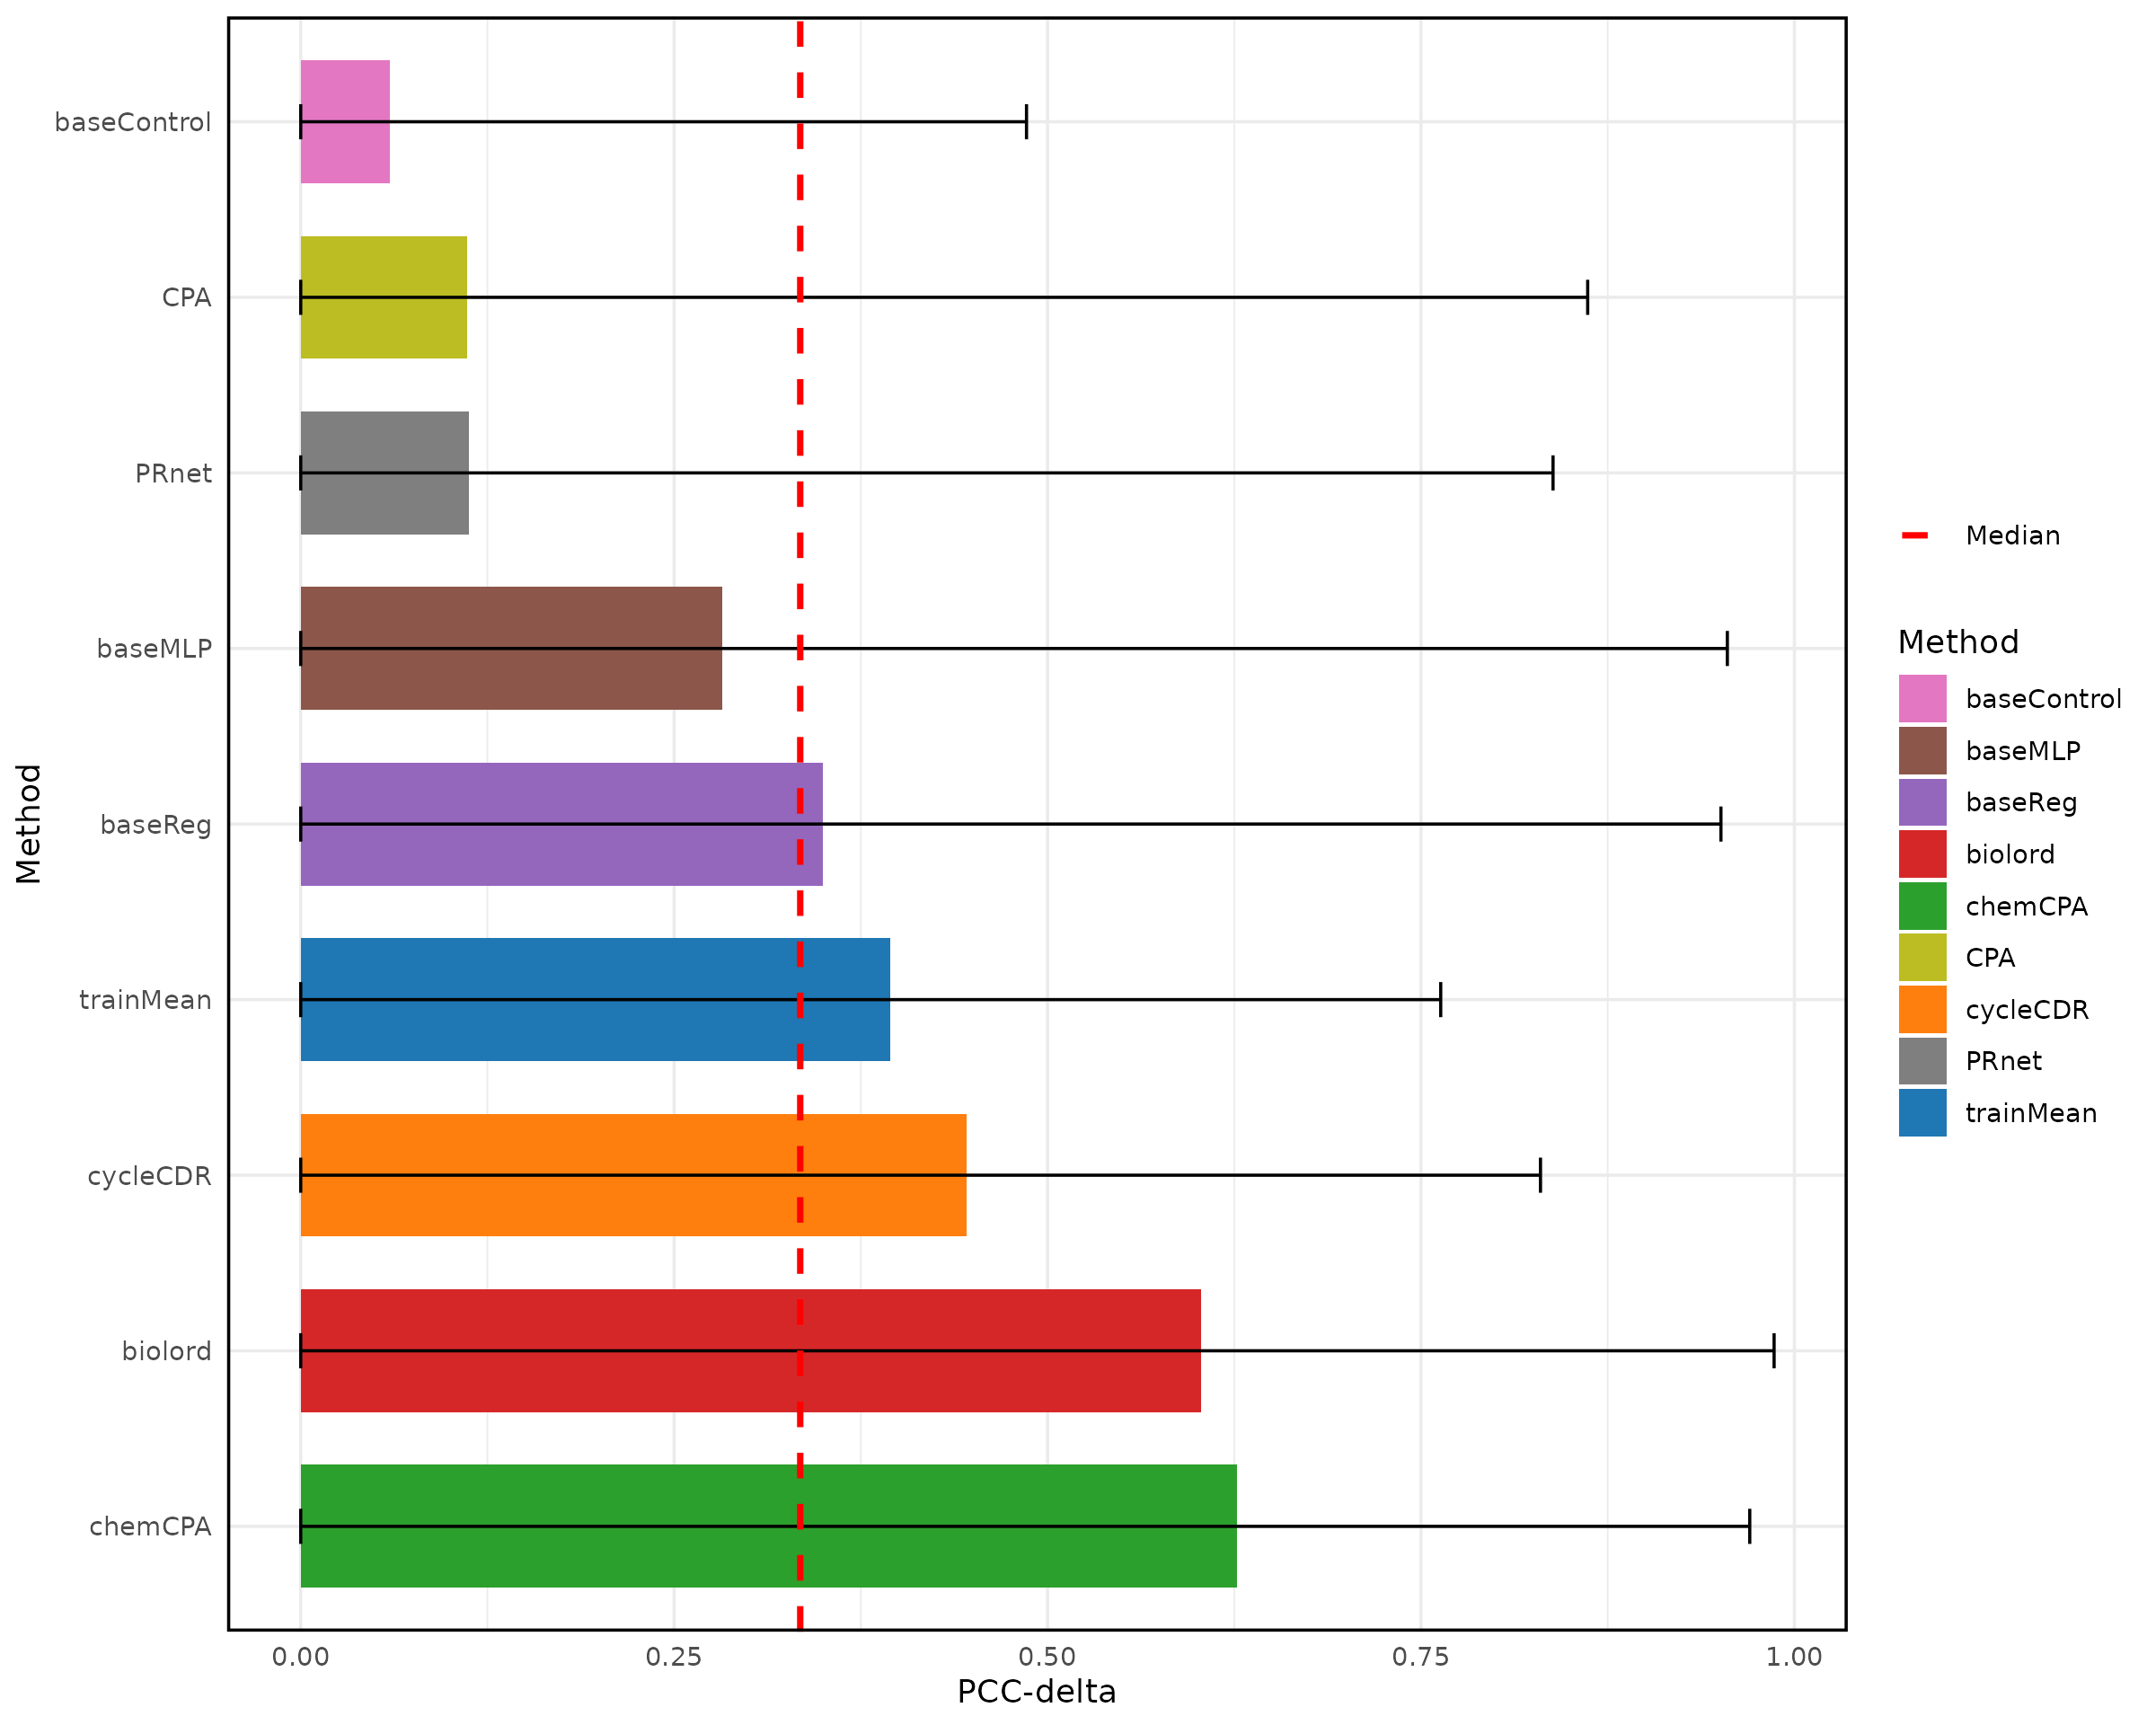 baseControl
CPA
PRnet
baseMLP
baseReg
trainMean
cycleCDR
biolord
chemCPA
Method
0.00 0.25 0.50 0.75 1.00
PCC-delta
Median
Method
baseControl
baseMLP
baseReg
biolord
chemCPA
CPA
cycleCDR
PRnet
trainMean